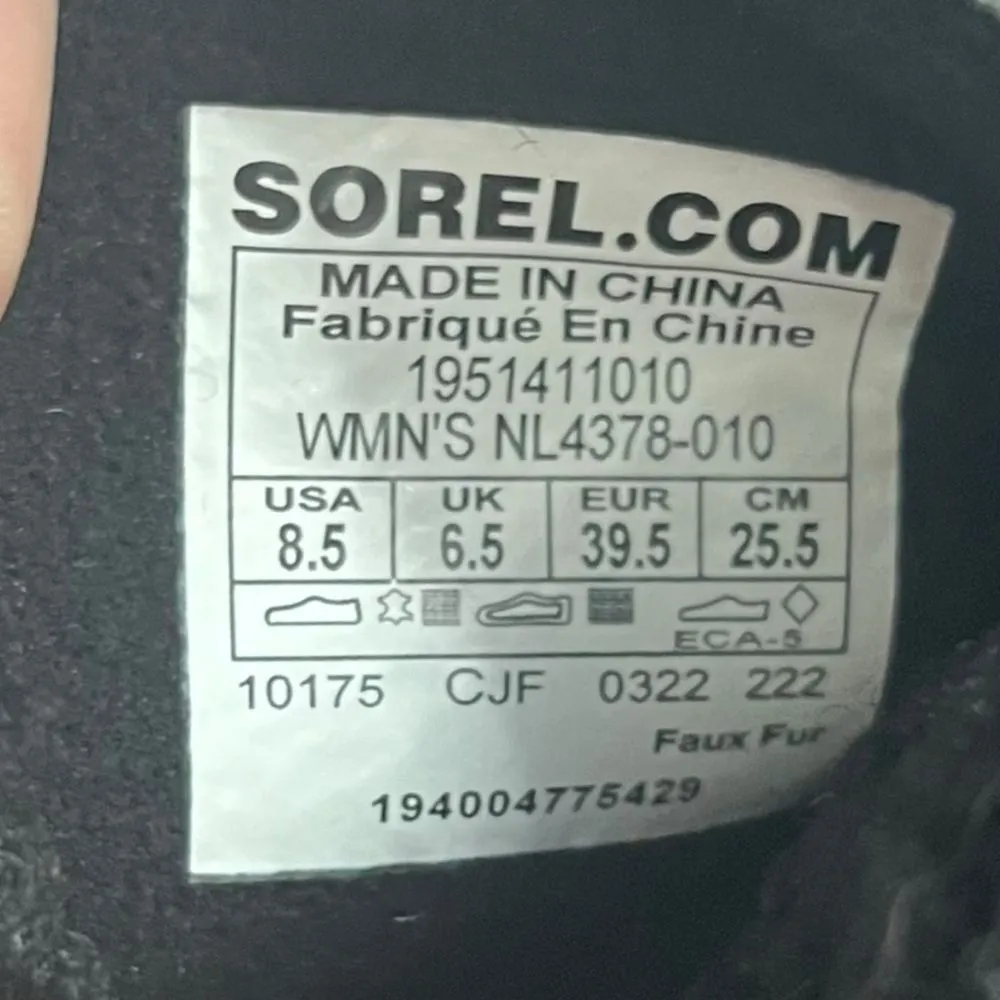 SOREL.COM
MADE IN CHINA
Fabriqué En Chine
1951411010
WMN'S NL4378-010
USA UK EUR CM
8.5 6.5 39.5 25.5
ECA-5
10175 CJF 0322 222
Faux Fur
194004775429